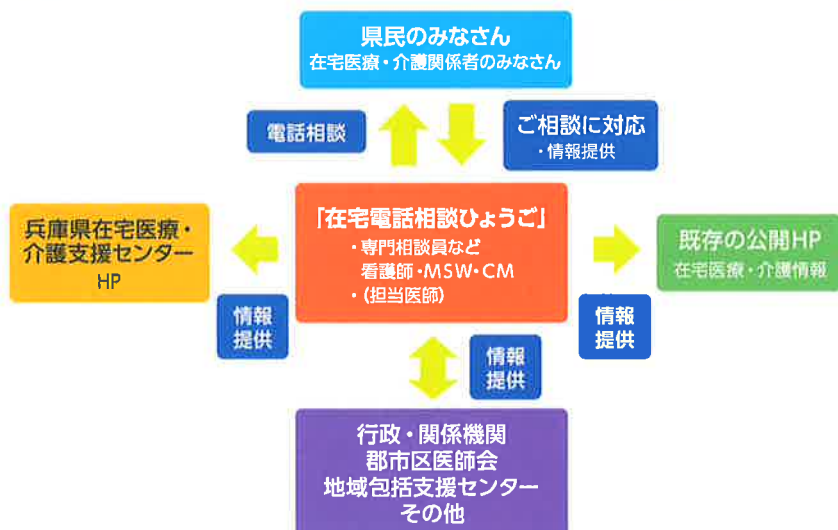 県民のみなさん
在宅医療・介護関係者のみなさん
電話相談
ご相談に対応
・情報提供
兵庫県在宅医療・
介護支援センター
HP
「在宅電話相談ひょうご」
・専門相談員など
看護師・MSW・CM
・(担当医師)
既存の公開HP
在宅医療・介護情報
情報
提供
情報
提供
情報
提供
行政・関係機関
郡市区医師会
地域包括支援センター
その他